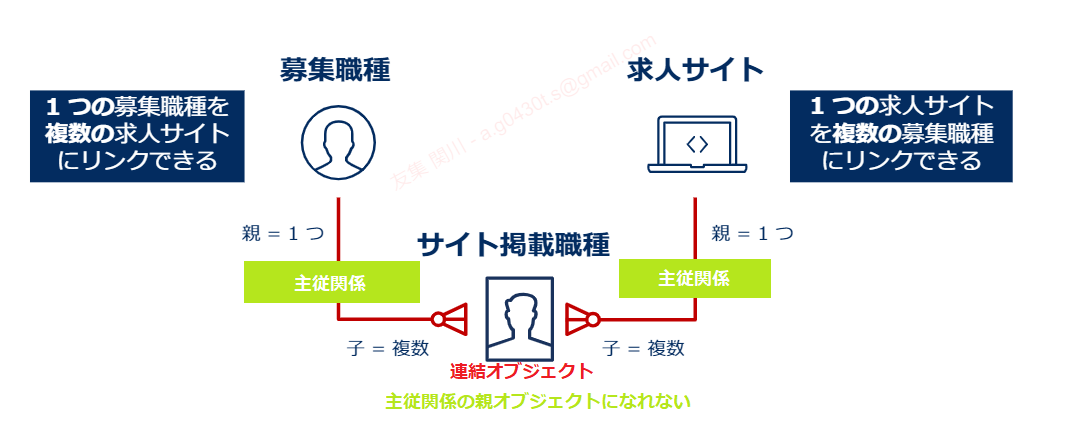 募集職種
求人サイト
1 つの募集職種を
複数の求人サイト
にリンクできる
1 つの求人サイト
を複数の募集職種
にリンクできる
親 = 1 つ
親 = 1 つ
サイト掲載職種
主従関係
主従関係
子 = 複数
子 = 複数
連結オブジェクト
主従関係の親オブジェクトになれない
友集 関川 - a.g0430t.s@gmail.com